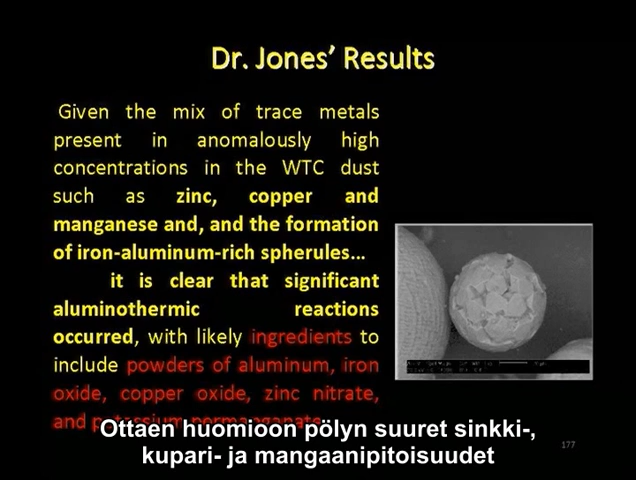 Dr. Jones' Results
Given the mix of trace metals
present in anomalously high
concentrations in the WTC dust
such as zinc, copper and
manganese and, and the formation
of iron-aluminum-rich spherules...
it is clear that significant
aluminothermic reactions
occurred, with likely ingredients to
include powders of aluminum, iron
oxide, copper oxide, zinc nitrate,
and potassium permanganate
Ottaen huomioon pölyn suuret sinkki-,
kupari- ja mangaanipitoisuudet
177